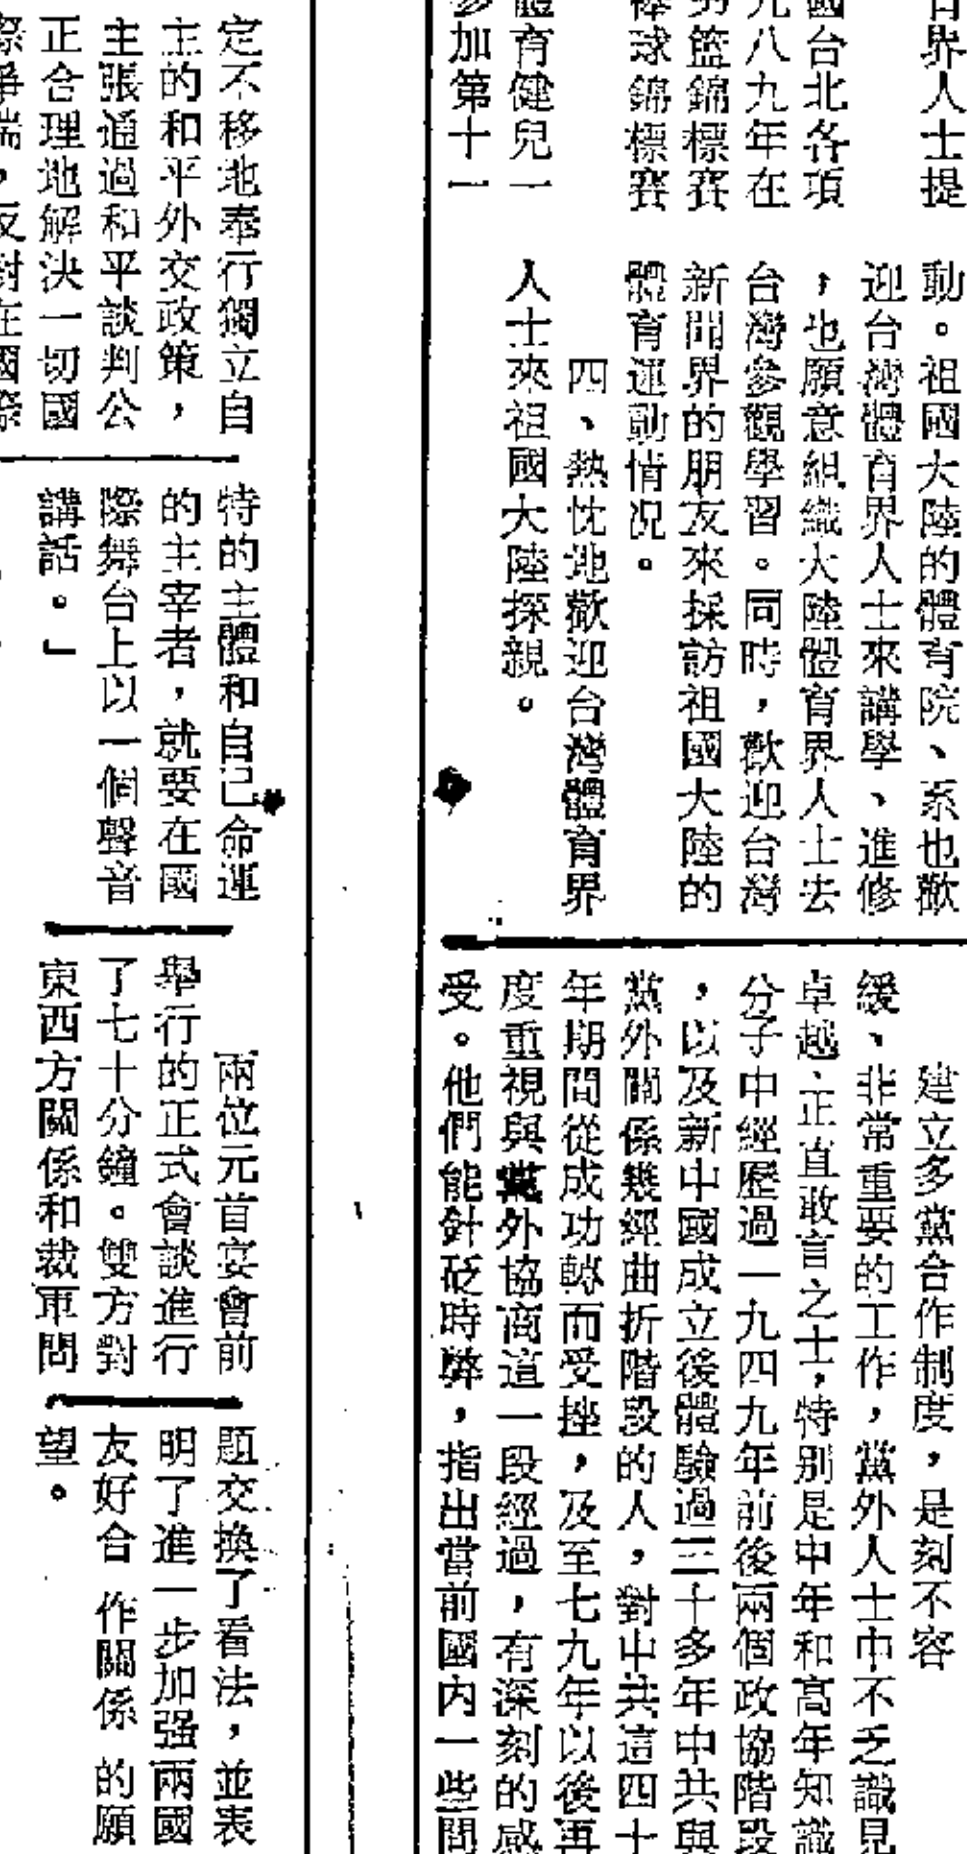 百界人士提
國台北各項
九八九年在
男籃錦標賽
棒球錦標賽
體育健兒一
參加第十一
動。祖國大陸的體育院、系也歡
迎台灣體育界人士來講學、進修
，也願意組織大陸體育界人士去
台灣參觀學習。同時，歡迎台灣
新聞界的朋友來採訪祖國大陸的
體育運動情況。
四、熱忱地歡迎台灣體育界
人士來祖國大陸探親。
建立多黨合作制度，是刻不容
緩、非常重要的工作，黨外人士中不乏識見
卓越、正直敢言之士，特別是中年和高年知識
分子中經歷過一九四九年前後兩個政協階段
，以及新中國成立後體驗過三十多年中共與
黨外關係幾經曲折階段的人，對中共這四十
年期間從成功轉而受挫，及至七九年以後再
度重視與黨外協商這一段經過，有深刻的感
受。他們能針砭時弊，指出當前國內一些問
定不移地奉行獨立自
主的和平外交政策，
主張通過和平談判公
正合理地解決一切國
際爭端，反對在國際
特的主體和自己命運
的主宰者，就要在國
際舞台上以一個聲音
講話。」
兩位元首宴會前
舉行的正式會談進行
了七十分鐘。雙方對
東西方關係和裁軍問
題交換了看法，並表
明了進一步加强兩國
友好合作關係的願
望。